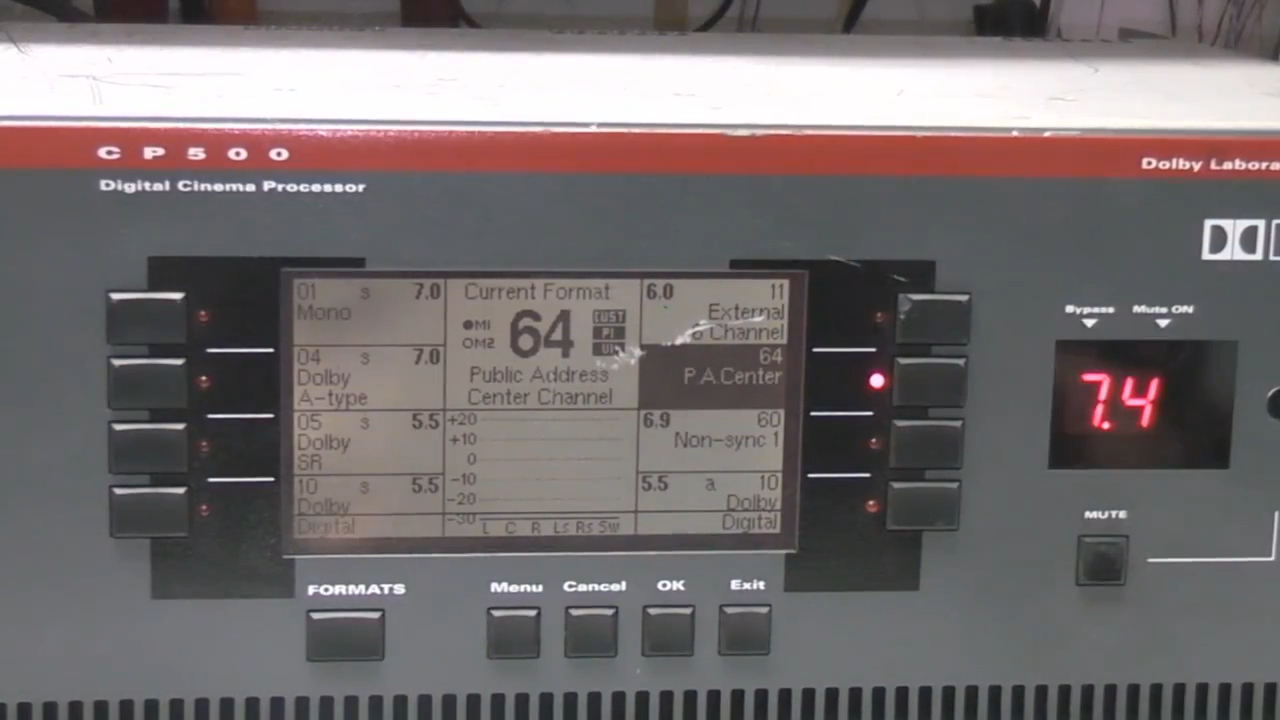 CP500
Dolby Labora
Digital Cinema Processor
01 s 7.0
Mono
04 s 7.0
Dolby
A-type
05 s 5.5
Dolby
SR
10 s 5.5
Dolby
Digital
Current Format
●M1
OM2
64
CUST
PI
Public Address
Center Channel
+20
+10
0
-10
-20
-30
L C R Ls Rs Sw
6.0 11
External
6 Channel
64
P.A.Center
6.9 60
Non-sync 1
5.5 a 10
Dolby
Digital
Bypass Mute ON
7.4
MUTE
FORMATS
Menu Cancel OK Exit